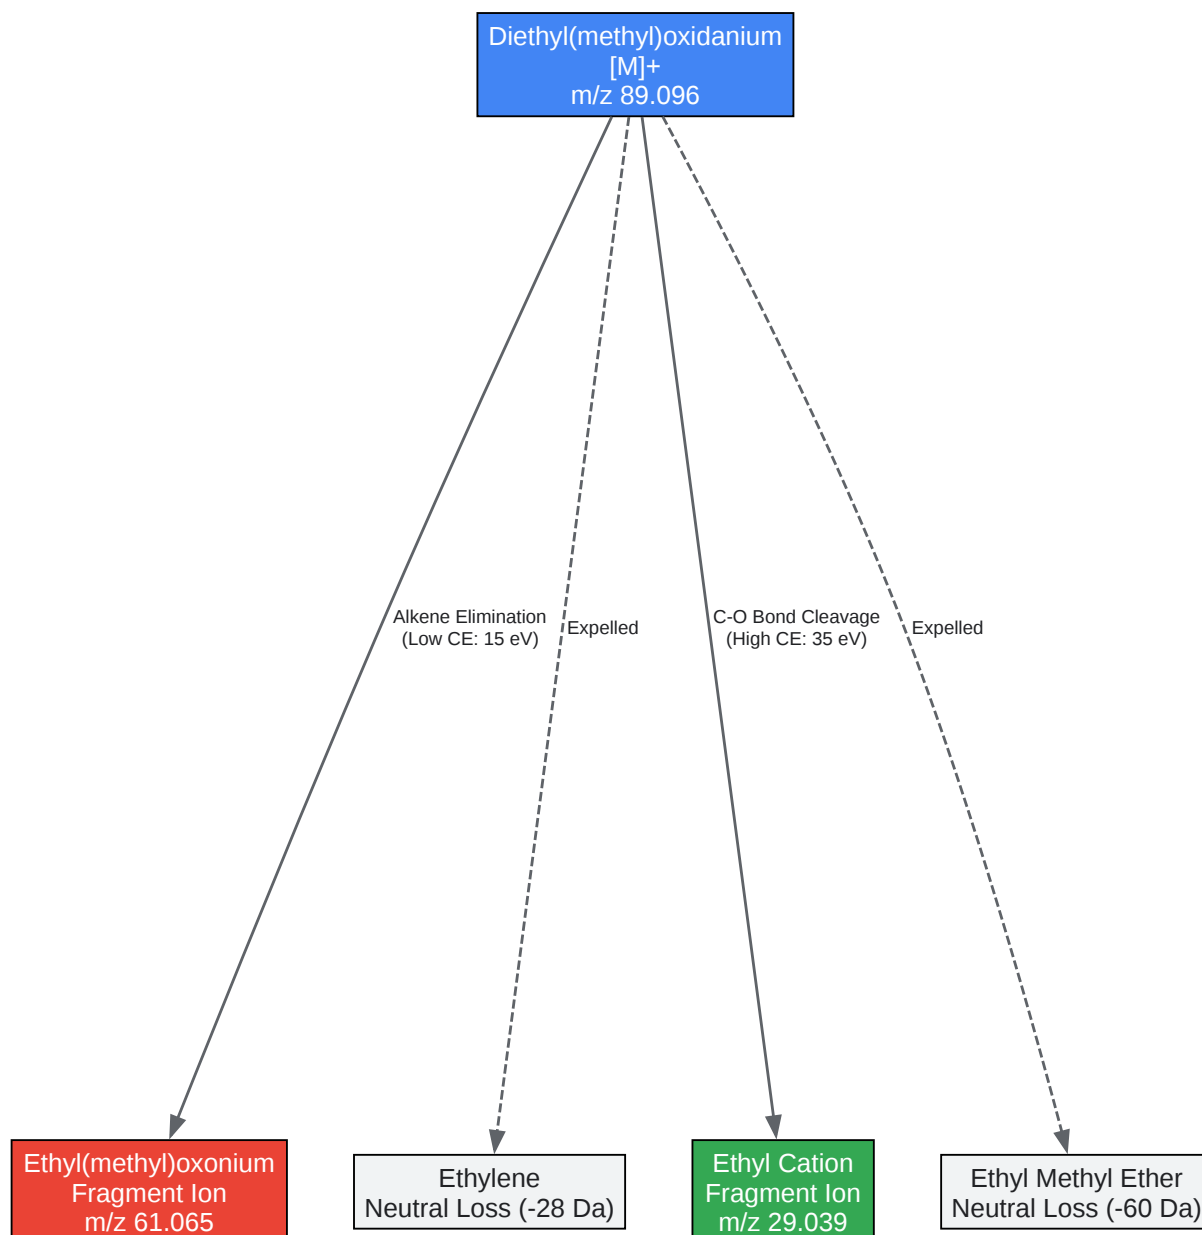 Diethyl(methyl)oxidanium
[M]+
m/z 89.096
Alkene Elimination
(Low CE: 15 eV)
Expelled
C-O Bond Cleavage
(High CE: 35 eV)
Expelled
Ethyl(methyl)oxonium
Fragment Ion
m/z 61.065
Ethylene
Neutral Loss (-28 Da)
Ethyl Cation
Fragment Ion
m/z 29.039
Ethyl Methyl Ether
Neutral Loss (-60 Da)